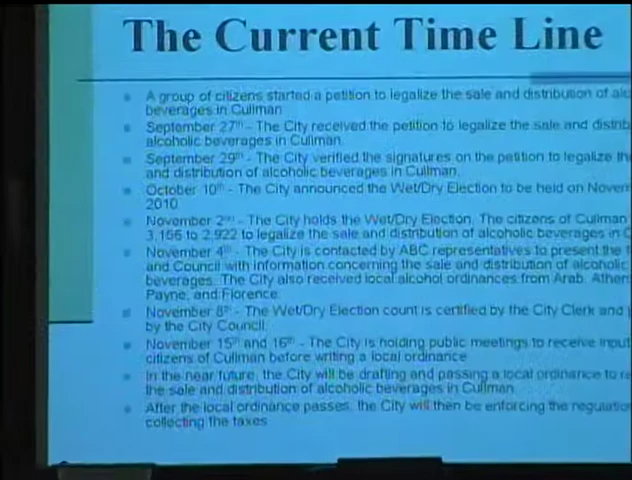 The Current Time Line
A group of citizens started a petition to legalize the sale and distribution of alc
beverages in Cullman
September 27th - The City received the petition to legalize the sale and distrib
alcoholic beverages in Cullman.
September 29th - The City verified the signatures on the petition to legalize th
and distribution of alcoholic beverages in Cullman.
October 10th - The City announced the Wet/Dry Election to be held on Novem
2010
November 2nd - The City holds the Wet/Dry Election. The citizens of Cullman
3,156 to 2,922 to legalize the sale and distribution of alcoholic beverages in C
November 4th - The City is contacted by ABC representatives to present the
and Council with information concerning the sale and distribution of alcoholic
beverages. The City also received local alcohol ordinances from Arab, Athen
Payne, and Florence.
November 8th - The Wet/Dry Election count is certified by the City Clerk and
by the City Council.
November 15th and 16th - The City is holding public meetings to receive input
citizens of Cullman before writing a local ordinance
In the near future, the City will be drafting and passing a local ordinance to re
the sale and distribution of alcoholic beverages in Cullman
After the local ordinance passes, the City will then be enforcing the regulation
collecting the taxes